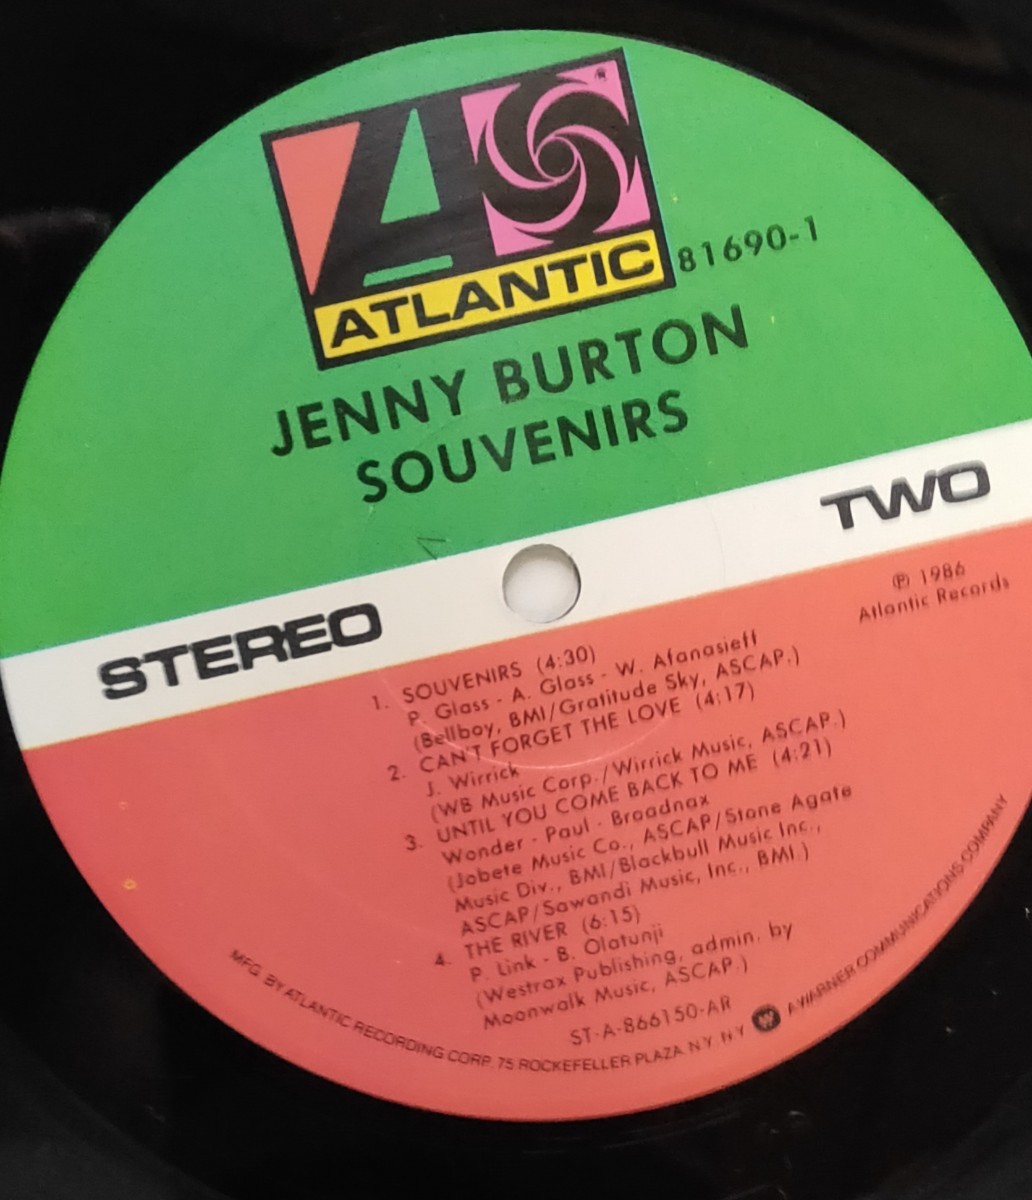 ATLANTIC
81690-1
JENNY BURTON
SOUVENIRS
TWO
STEREO
℗ 1986
Atlantic Records
1. SOUVENIRS (4:30)
P. Glass - A. Glass - W. Afanasieff
(Bellboy, BMI/Gratitude Sky, ASCAP.)
2. CAN'T FORGET THE LOVE (4:17)
J. Wirrick
(WB Music Corp./Wirrick Music, ASCAP.)
3. UNTIL YOU COME BACK TO ME (4:21)
Wonder - Paul - Broadnax
(Jobete Music Co., ASCAP/Stone Agate
Music Div., BMI/Blackbull Music Inc.,
ASCAP/Sawandi Music, Inc., BMI.)
4. THE RIVER (6:15)
P. Link - B. Olatunji
(Westrax Publishing, admin. by
Moonwalk Music, ASCAP.)
ST-A-866150-AR
MFG. BY ATLANTIC RECORDING CORP. 75 ROCKEFELLER PLAZA. N.Y. N.Y. A WARNER COMMUNICATIONS COMPANY